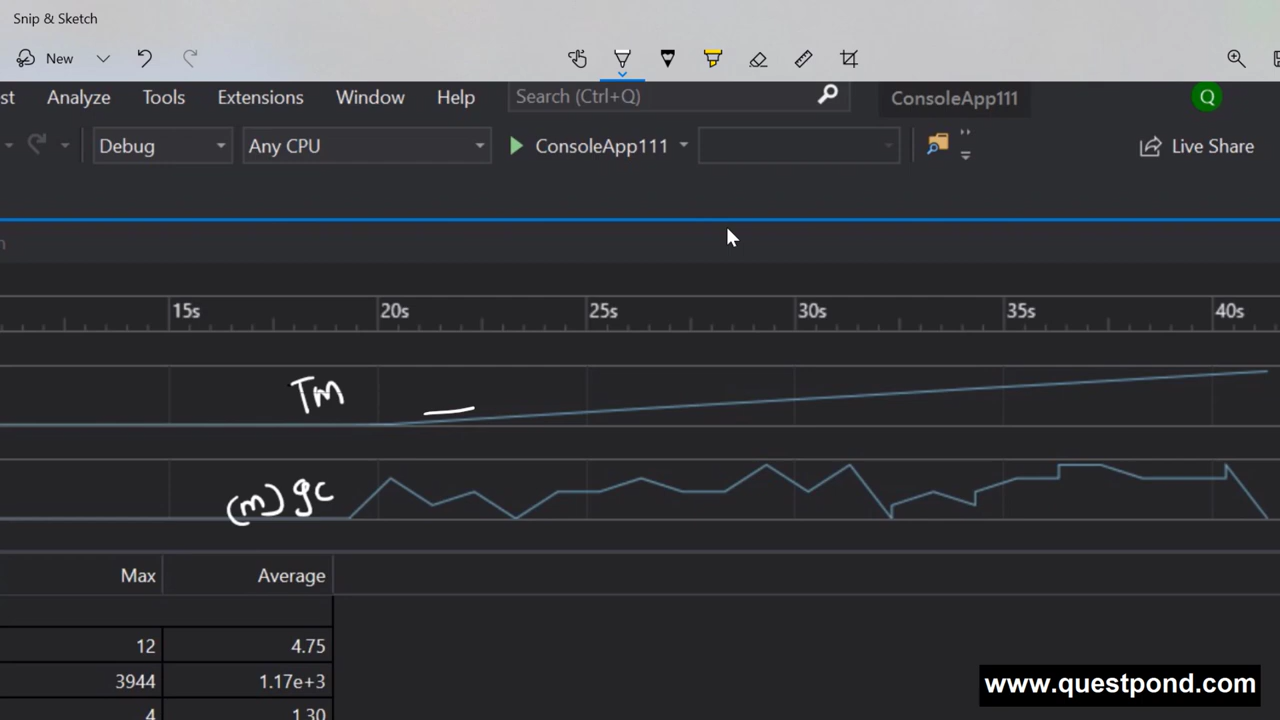 Snip & Sketch
New
st Analyze Tools Extensions Window Help Search (Ctrl+Q) ConsoleApp111 Q
Debug Any CPU ConsoleApp111 Live Share
n
15s 20s 25s 30s 35s 40s
Tm
(m) gc
Max Average
12 4.75
3944 1.17e+3
4 1.30
www.questpond.com